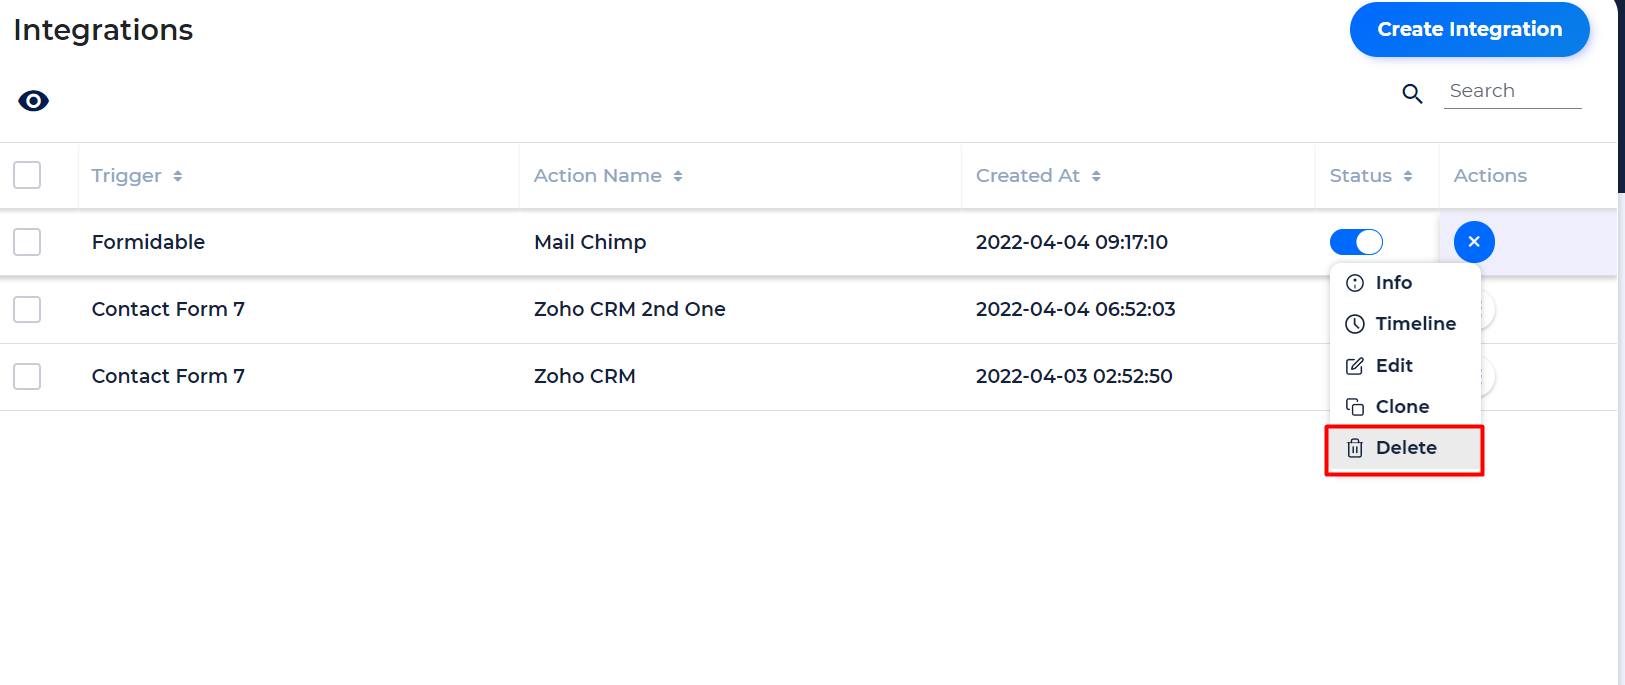 Integrations
Create Integration
Search
Trigger Action Name Created At Status Actions
Formidable Mail Chimp 2022-04-04 09:17:10
Info
Contact Form 7 Zoho CRM 2nd One 2022-04-04 06:52:03
Timeline
Edit
Contact Form 7 Zoho CRM 2022-04-03 02:52:50
Clone
Delete